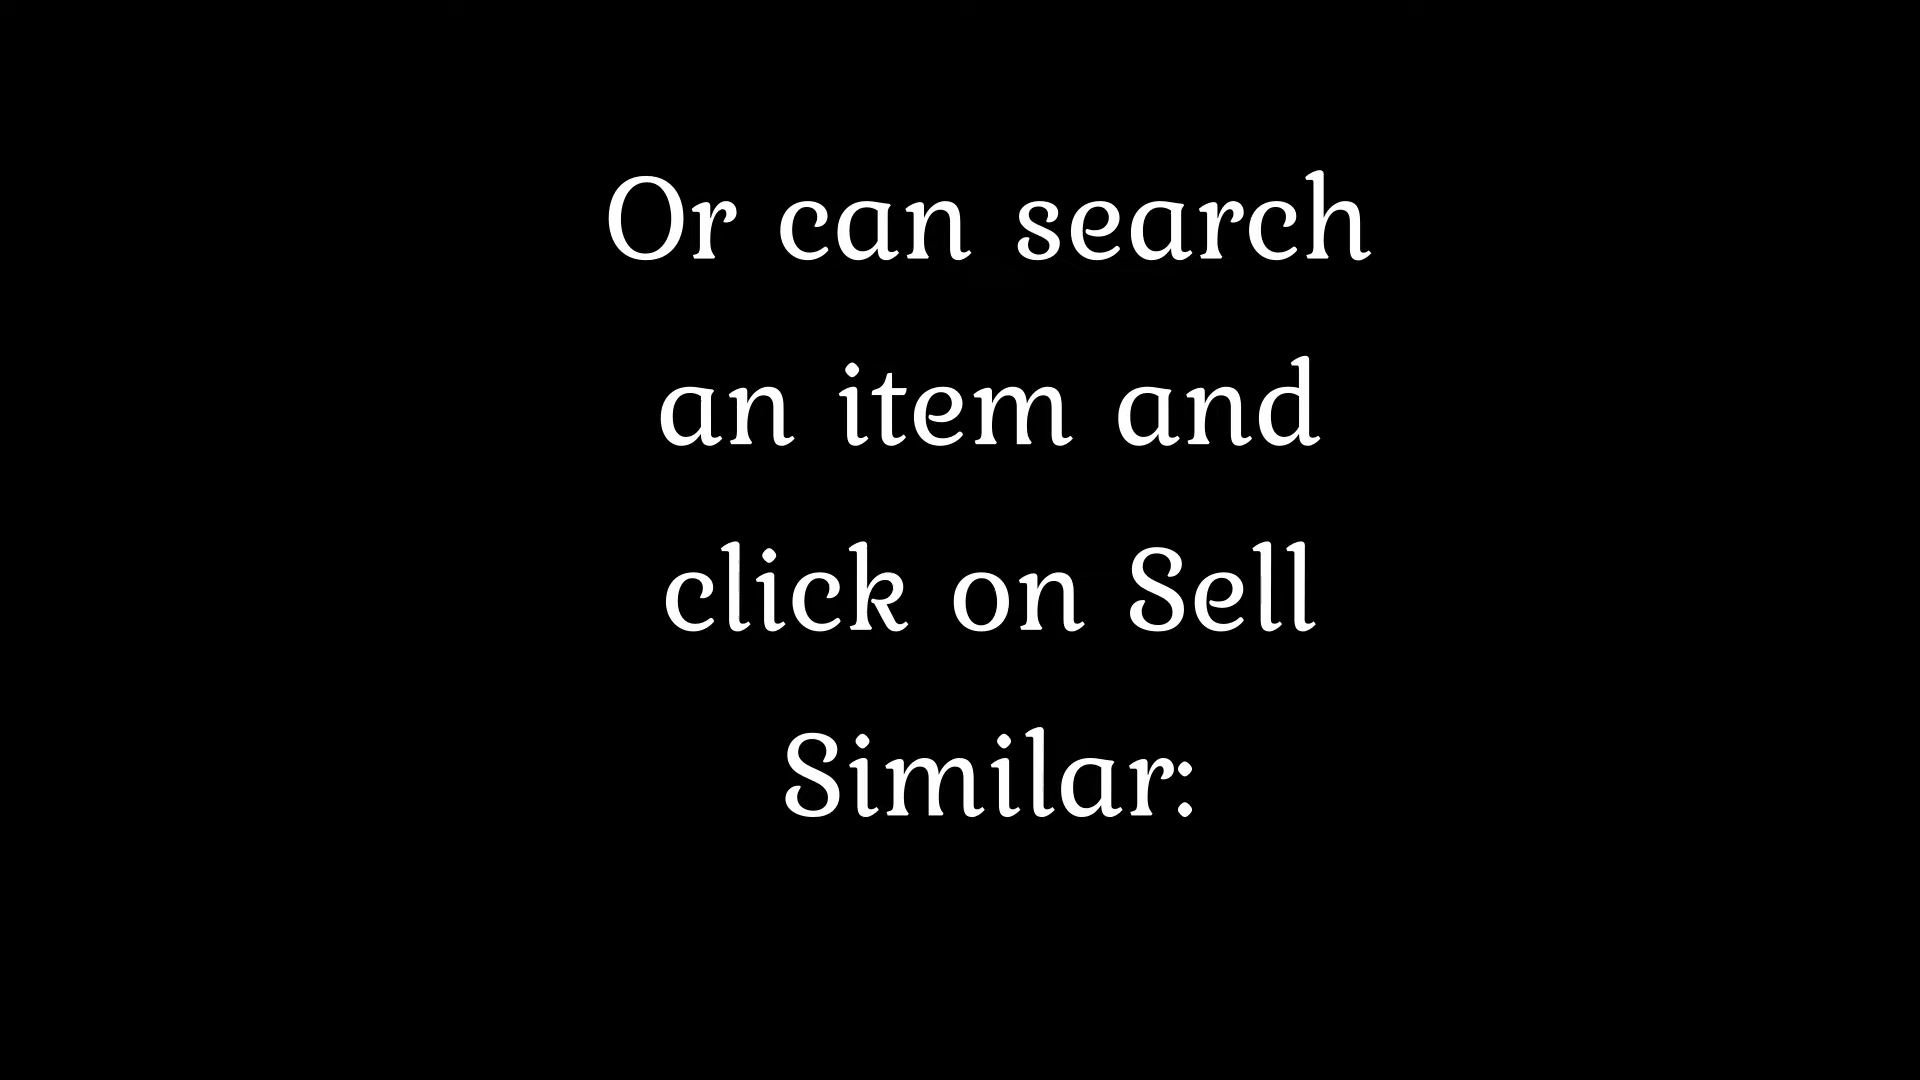 Or can search
an item and
click on Sell
Similar: